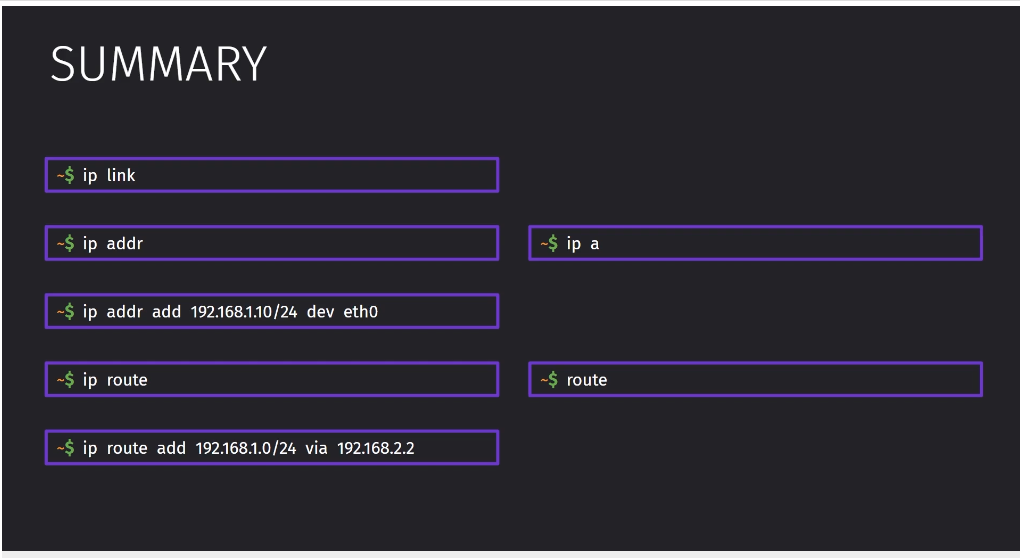 SUMMARY
~$ ip link
~$ ip addr
~$ ip a
~$ ip addr add 192.168.1.10/24 dev eth0
~$ ip route
~$ route
~$ ip route add 192.168.1.0/24 via 192.168.2.2